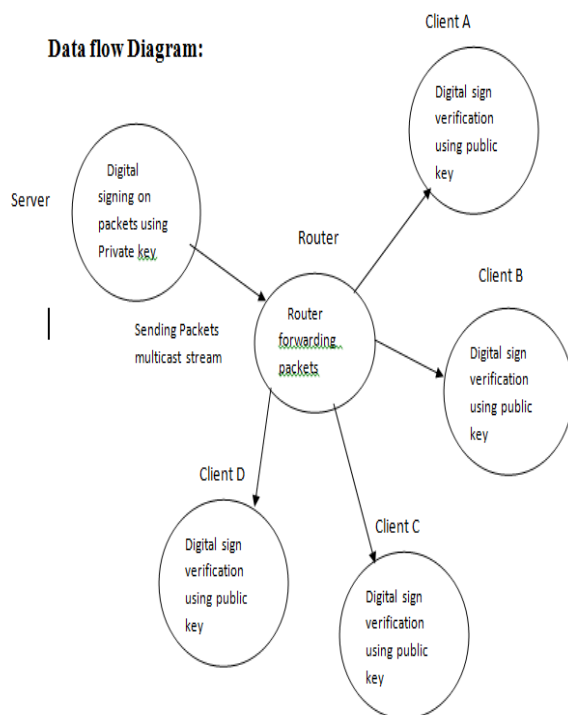 Data flow Diagram:
Client A
Digital sign
verification
using public
key
Server
Digital
signing on
packets using
Private key
Router
Router
forwarding
packets
Sending Packets
multicast stream
Client B
Digital sign
verification
using public
key
Client D
Digital sign
verification
using public
key
Client C
Digital sign
verification
using public
key